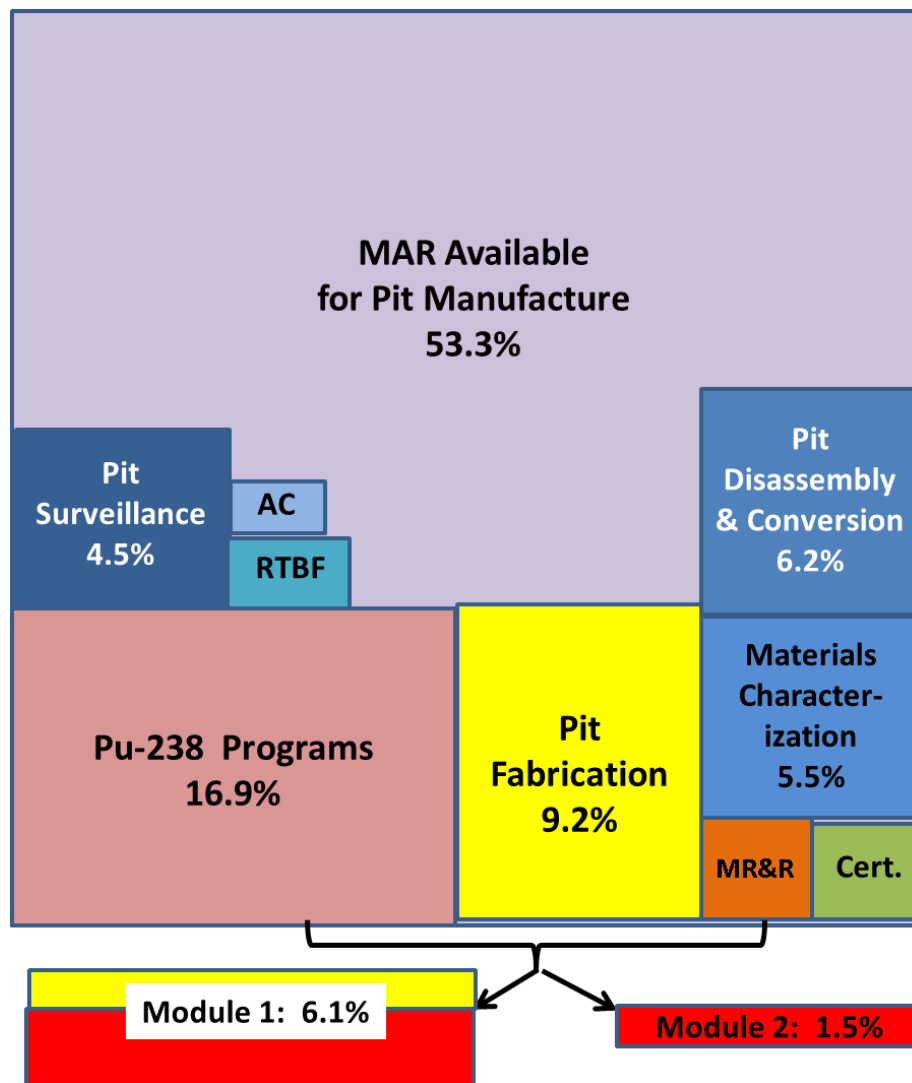 MAR Available
for Pit Manufacture
53.3%
Pit
Surveillance
4.5%
AC
RTBF
Pit
Disassembly
& Conversion
6.2%
Materials
Character-
ization
5.5%
Pu-238 Programs
16.9%
Pit
Fabrication
9.2%
MR&R
Cert.
Module 1: 6.1%
Module 2: 1.5%